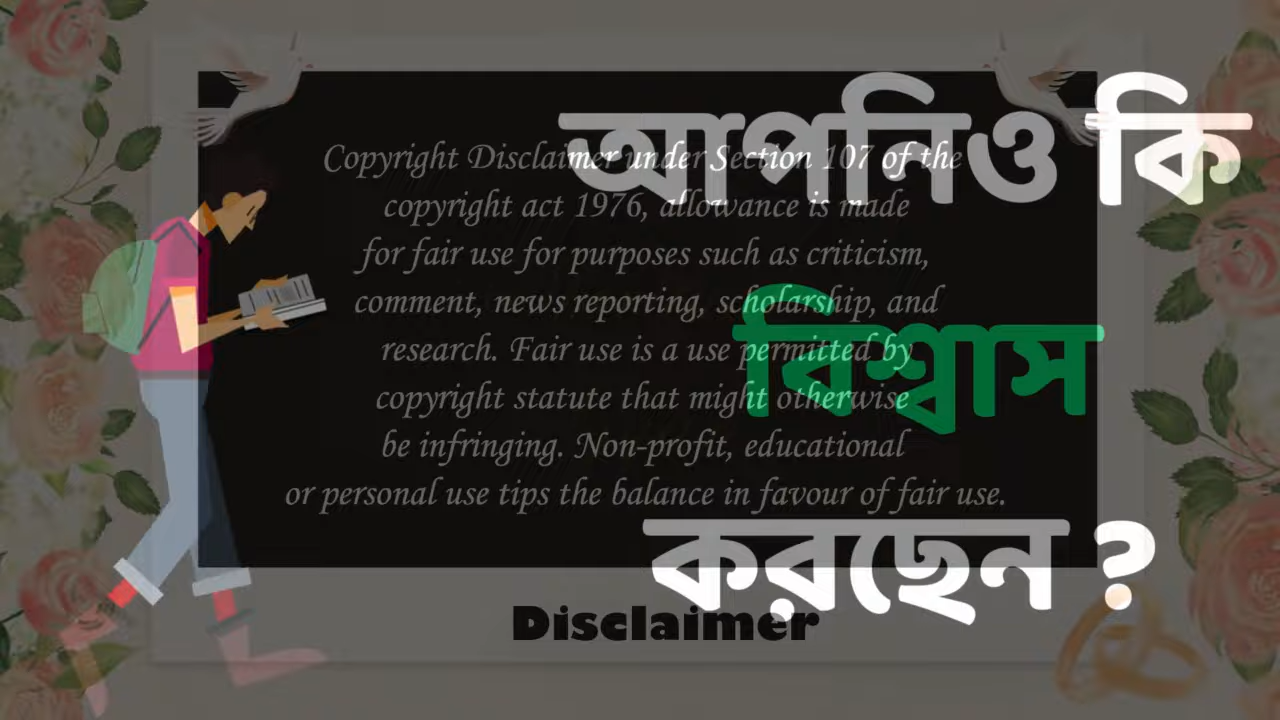 আপনিও কি
Copyright Disclaimer under Section 107 of the
copyright act 1976, allowance is made
for fair use for purposes such as criticism,
comment, news reporting, scholarship, and
বিশ্বাস
research. Fair use is a use permitted by
copyright statute that might otherwise
be infringing. Non-profit, educational
or personal use tips the balance in favour of fair use.
করছেন ?
Disclaimer